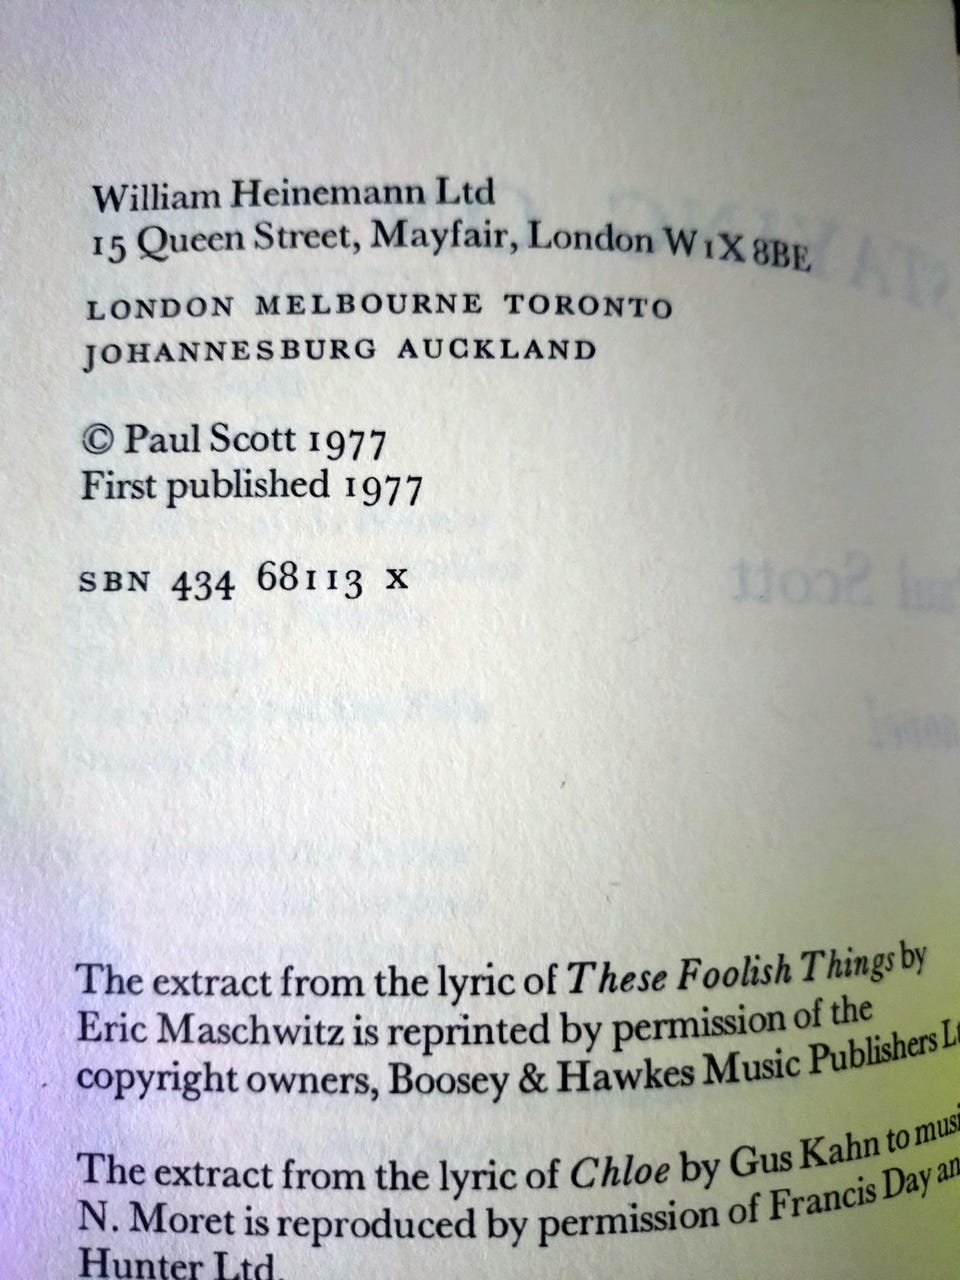 William Heinemann Ltd
15 Queen Street, Mayfair, London W1X 8BE
LONDON MELBOURNE TORONTO
JOHANNESBURG AUCKLAND
© Paul Scott 1977
First published 1977
SBN 434 68113 X
The extract from the lyric of These Foolish Things by
Eric Maschwitz is reprinted by permission of the
copyright owners, Boosey & Hawkes Music Publishers
The extract from the lyric of Chloe by Gus Kahn to
N. Moret is reproduced by permission of Francis Day
Hunter Ltd.